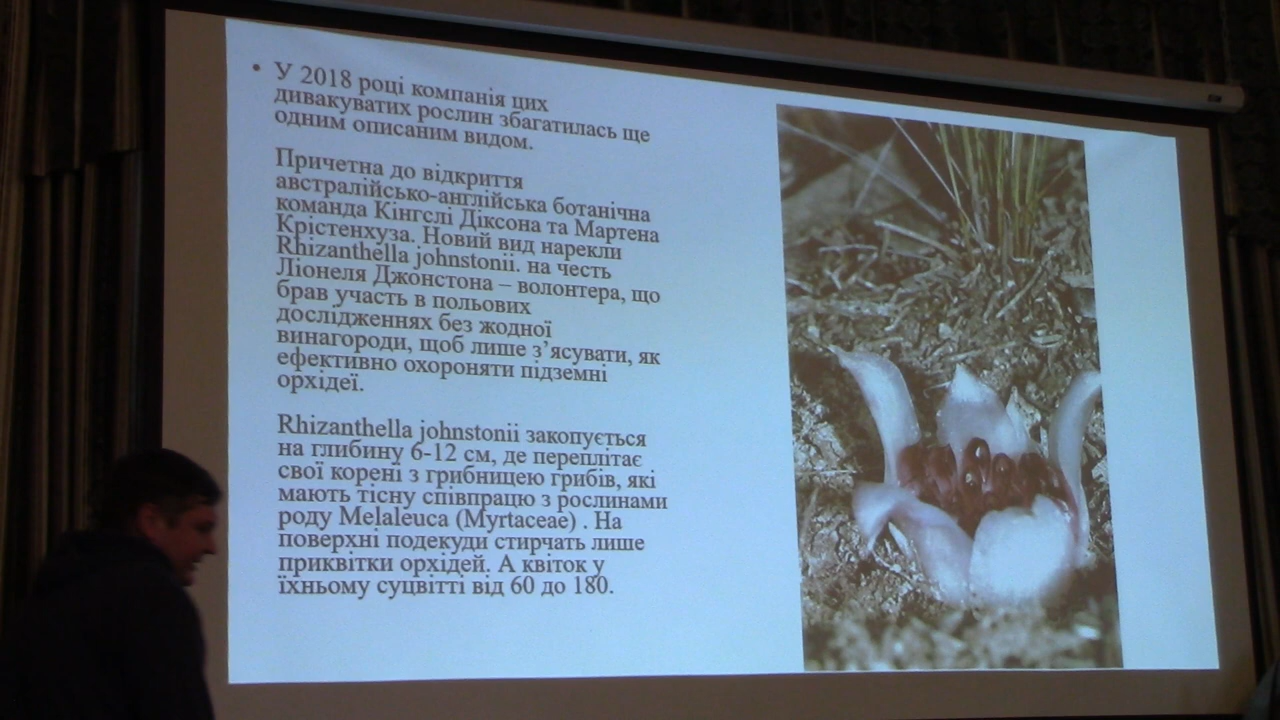 • У 2018 році компанія цих
дивакуватих рослин збагатилась ще
одним описаним видом.
Причетна до відкриття
австралійсько-англійська ботанічна
команда Кінгслі Діксона та Мартена
Крістенхуза. Новий вид нарекли
Rhizanthella johnstonii. на честь
Ліонеля Джонстона – волонтера, що
брав участь в польових
дослідженнях без жодної
винагороди, щоб лише з’ясувати, як
ефективно охороняти підземні
орхідеї.
Rhizanthella johnstonii закопується
на глибину 6-12 см, де переплітає
свої корені з грибницею грибів, які
мають тісну співпрацю з рослинами
роду Melaleuca (Myrtaceae) . На
поверхні подекуди стирчать лише
приквітки орхідей. А квіток у
їхньому суцвітті від 60 до 180.